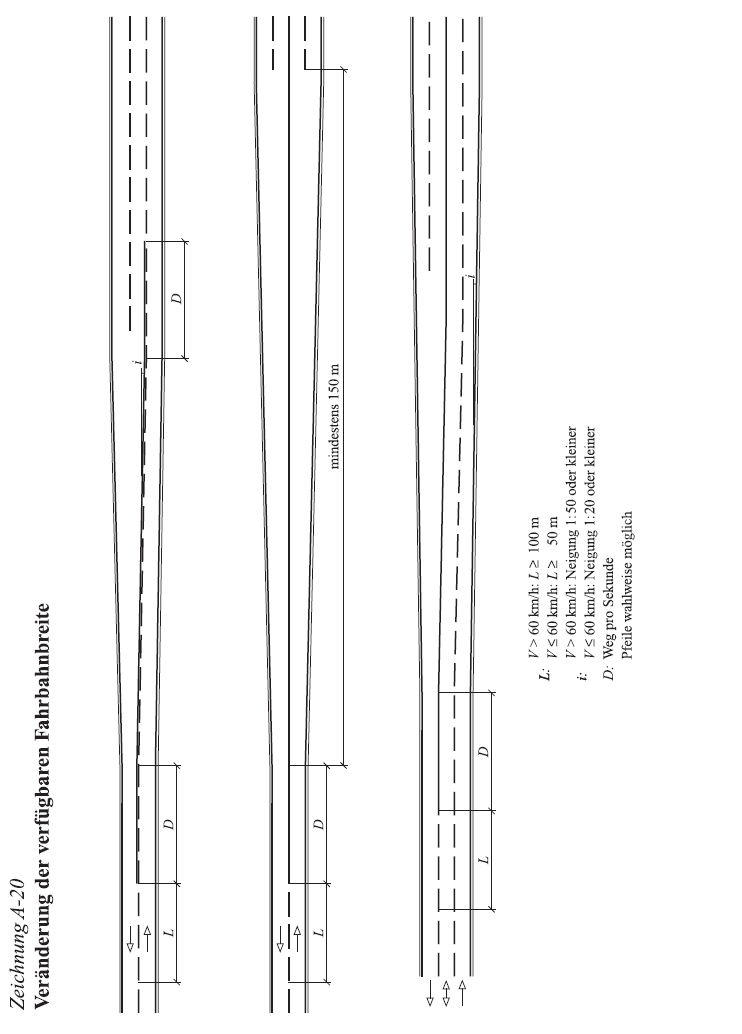 Zeichnung A-20
Veränderung der verfügbaren Fahrbahnbreite
L
D
i
D
L
D
mindestens 150 m
L
D
i
L: V > 60 km/h: L ≥ 100 m
V ≤ 60 km/h: L ≥ 50 m
i: V > 60 km/h: Neigung 1:50 oder kleiner
V ≤ 60 km/h: Neigung 1:20 oder kleiner
D: Weg pro Sekunde
Pfeile wahlweise möglich